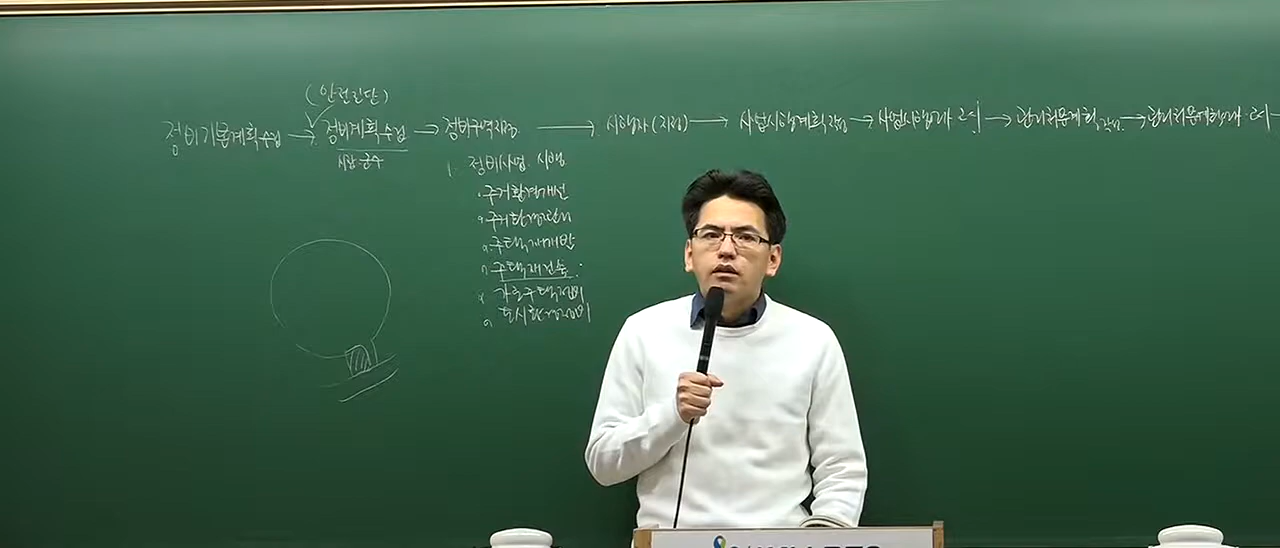 (안전진단)
정비기본계획수립 → 정비계획수립 → 정비구역지정 → 시행자(지정) → 사업시행계획작성 → 사업시행인가 고시 → 관리처분계획작성 → 관리처분계획인가 고시
시장·군수
1. 정비사업 시행
주거환경개선
주거환경관리
주택재개발
주택재건축
가로주택정비
도시환경정비